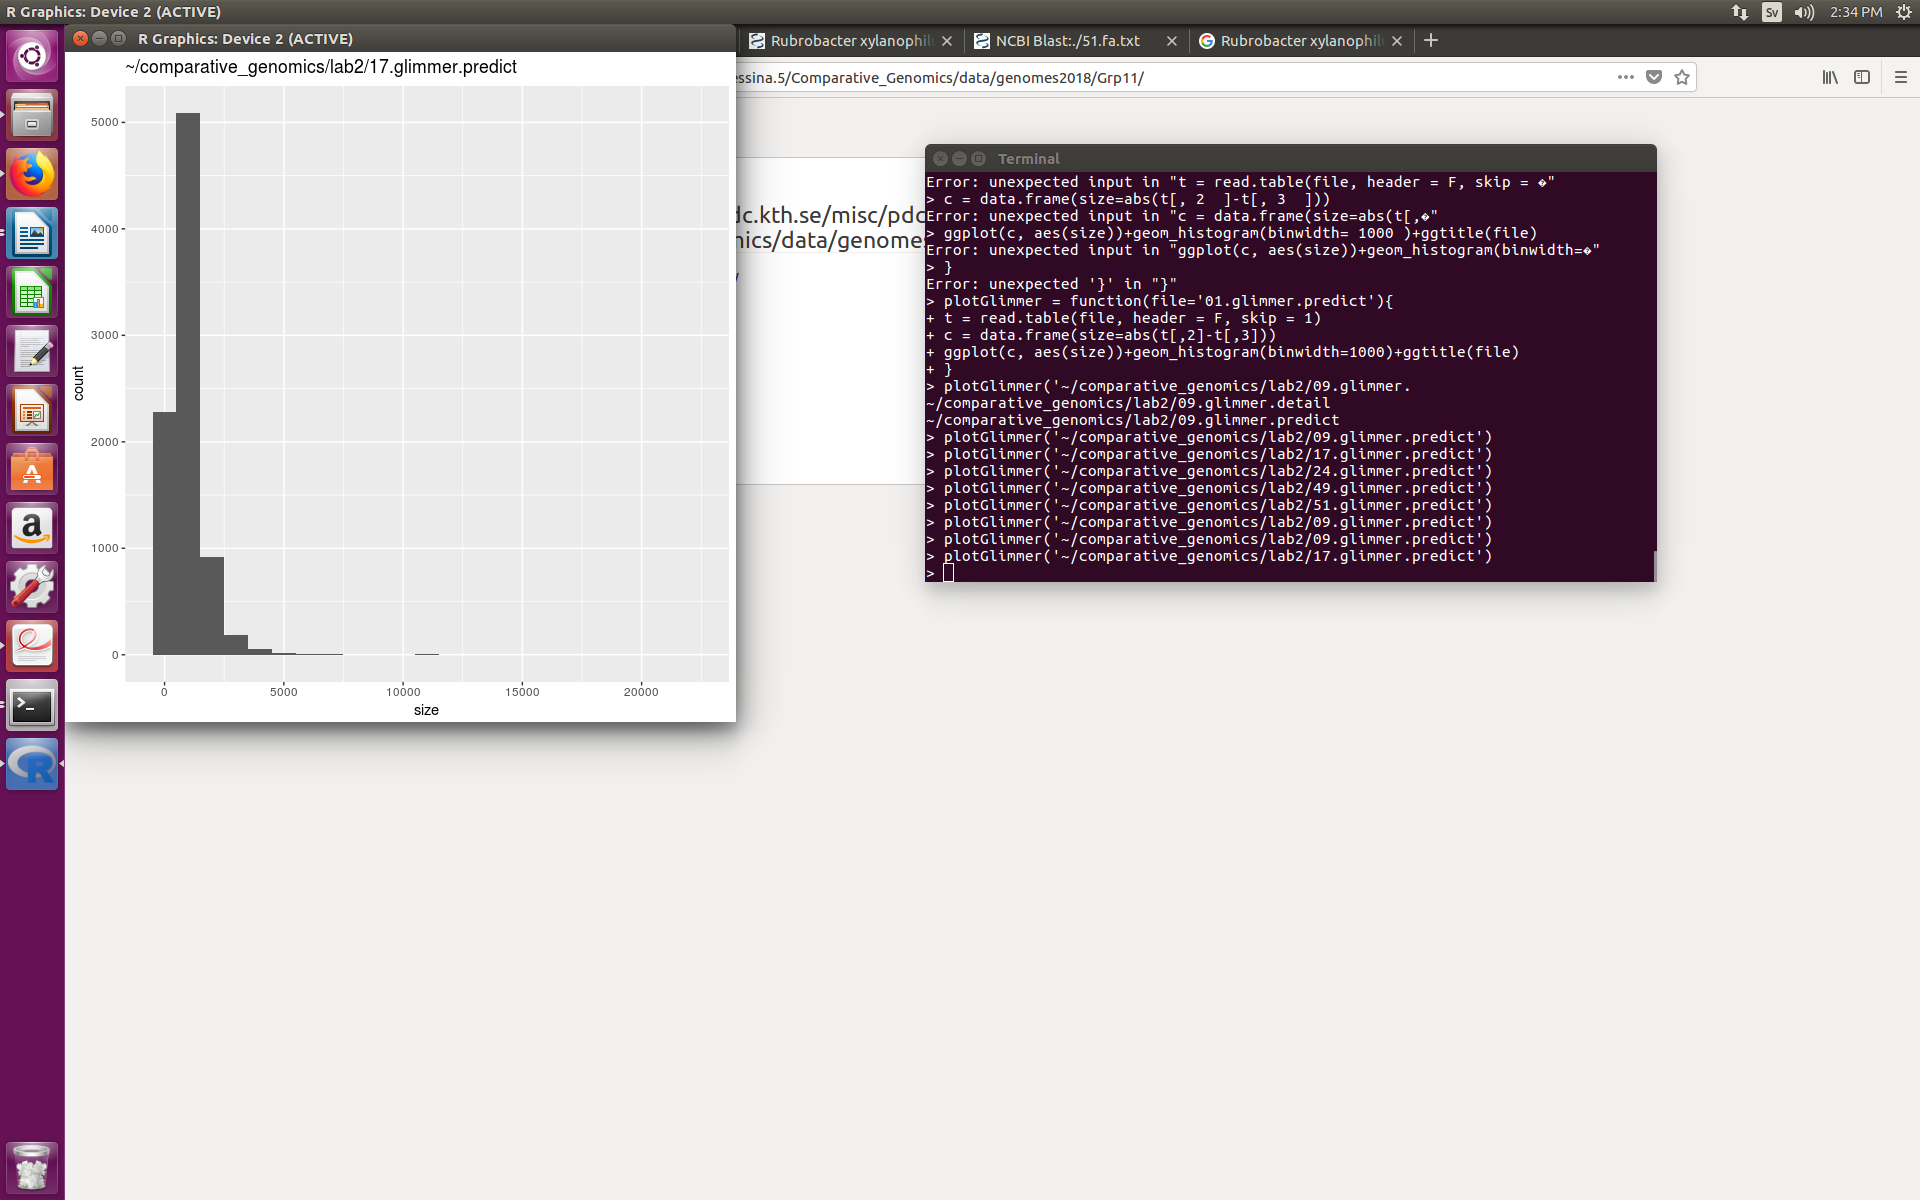 R Graphics: Device 2 (ACTIVE)
Sv
2:34 PM
R Graphics: Device 2 (ACTIVE)
Rubrobacter xylanophil
NCBI Blast:./51.fa.txt
Rubrobacter xylanophil
~/comparative_genomics/lab2/17.glimmer.predict
essina.5/Comparative_Genomics/data/genomes2018/Grp11/
5000
4000
3000
2000
1000
0
count
0
5000
10000
15000
20000
size
dc.kth.se/misc/pdc
nics/data/genome
Terminal
Error: unexpected input in "t = read.table(file, header = F, skip = �"
> c = data.frame(size=abs(t[, 2  ]-t[, 3  ]))
Error: unexpected input in "c = data.frame(size=abs(t[,�"
> ggplot(c, aes(size))+geom_histogram(binwidth= 1000 )+ggtitle(file)
Error: unexpected input in "ggplot(c, aes(size))+geom_histogram(binwidth=�"
> }
Error: unexpected '}' in "}"
> plotGlimmer = function(file='01.glimmer.predict'){
+ t = read.table(file, header = F, skip = 1)
+ c = data.frame(size=abs(t[,2]-t[,3]))
+ ggplot(c, aes(size))+geom_histogram(binwidth=1000)+ggtitle(file)
+ }
> plotGlimmer('~/comparative_genomics/lab2/09.glimmer.
~/comparative_genomics/lab2/09.glimmer.detail
~/comparative_genomics/lab2/09.glimmer.predict
> plotGlimmer('~/comparative_genomics/lab2/09.glimmer.predict')
> plotGlimmer('~/comparative_genomics/lab2/17.glimmer.predict')
> plotGlimmer('~/comparative_genomics/lab2/24.glimmer.predict')
> plotGlimmer('~/comparative_genomics/lab2/49.glimmer.predict')
> plotGlimmer('~/comparative_genomics/lab2/51.glimmer.predict')
> plotGlimmer('~/comparative_genomics/lab2/09.glimmer.predict')
> plotGlimmer('~/comparative_genomics/lab2/09.glimmer.predict')
> plotGlimmer('~/comparative_genomics/lab2/17.glimmer.predict')
>